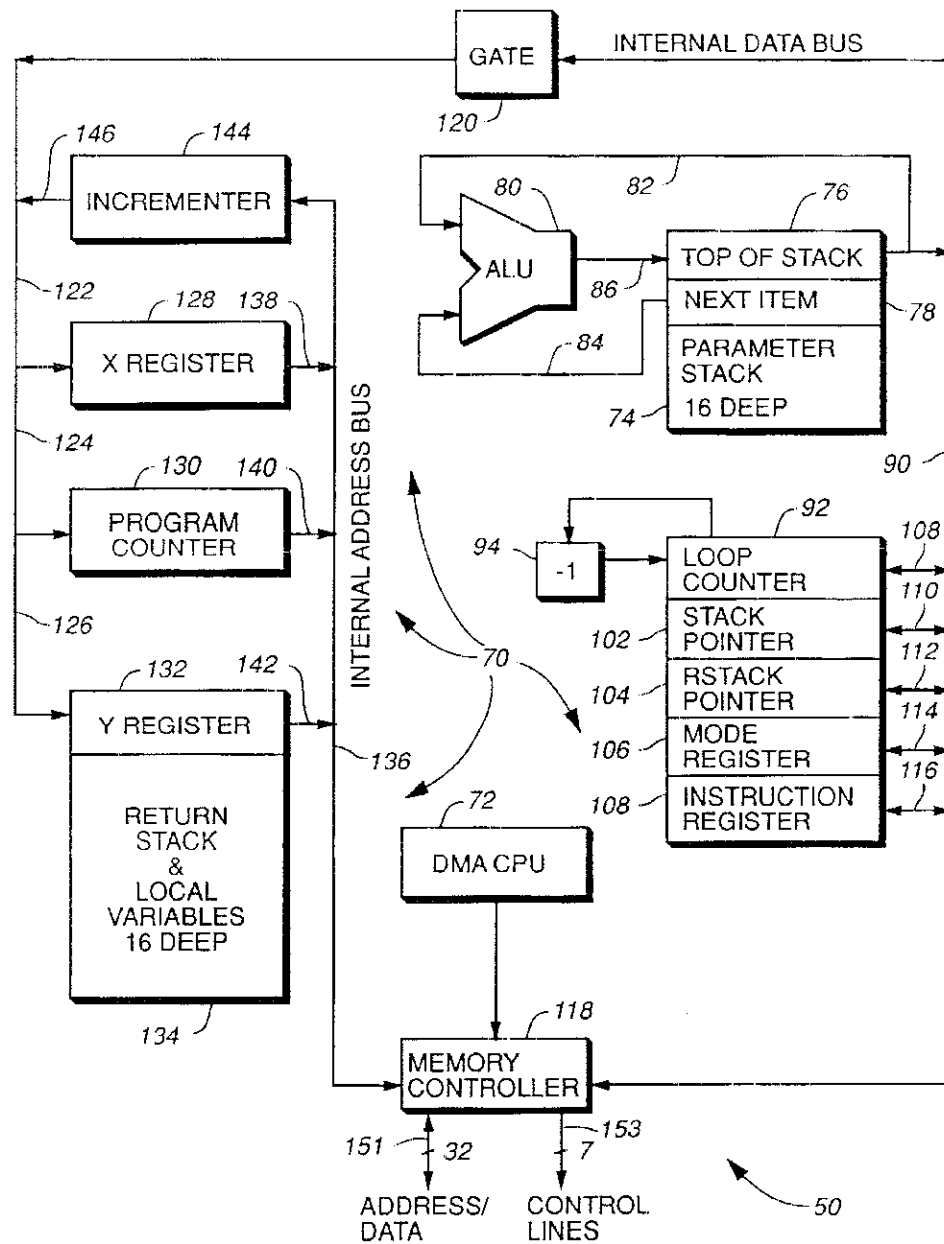 GATE
INTERNAL DATA BUS
120
146
144
INCREMENTER
82
80
76
ALU
TOP OF STACK
86
NEXT ITEM
78
84
PARAMETER
STACK
16 DEEP
74
122
128
138
X REGISTER
124
130
140
PROGRAM
COUNTER
INTERNAL ADDRESS BUS
90
92
94
-1
LOOP
COUNTER
108
110
STACK
POINTER
102
112
RSTACK
POINTER
104
114
MODE
REGISTER
106
116
INSTRUCTION
REGISTER
108
126
132
142
Y REGISTER
70
136
RETURN
STACK
&
LOCAL
VARIABLES
16 DEEP
134
72
DMA CPU
118
MEMORY
CONTROLLER
151
32
153
7
ADDRESS/
DATA
CONTROL
LINES
50